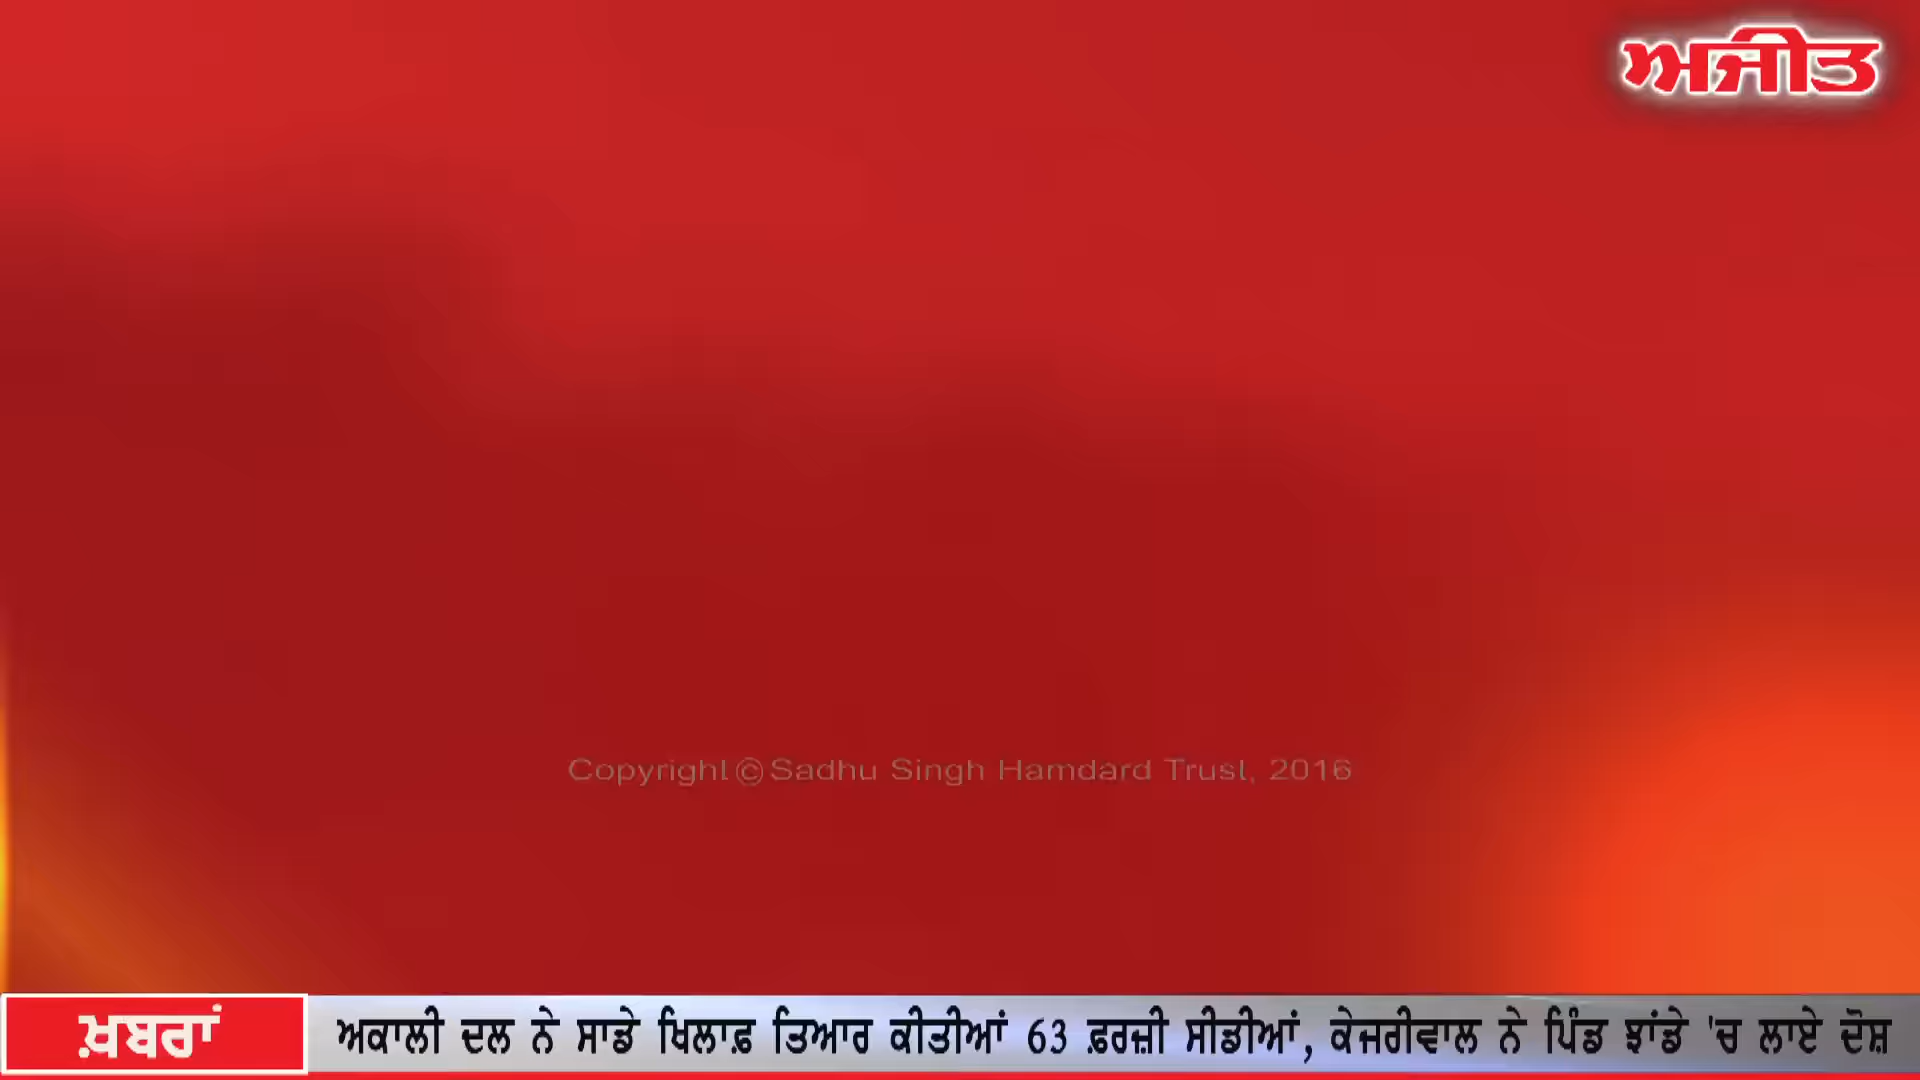 ਅਜੀਤ
Copyright © Sadhu Singh Hamdard Trust, 2016
ਖ਼ਬਰਾਂ
ਅਕਾਲੀ ਦਲ ਨੇ ਸਾਡੇ ਖਿਲਾਫ਼ ਤਿਆਰ ਕੀਤੀਆਂ 63 ਫ਼ਰਜ਼ੀ ਸੀਡੀਆਂ, ਕੇਜਰੀਵਾਲ ਨੇ ਪਿੰਡ ਝਾਂਡੇ 'ਚ ਲਾਏ ਦੋਸ਼